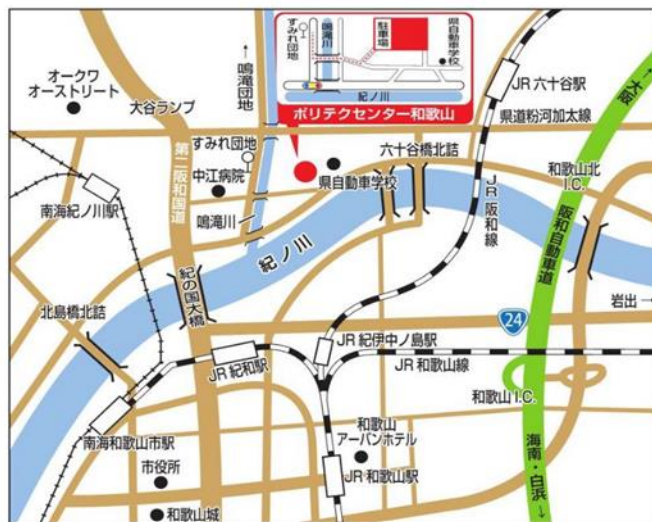 すみれ団地
鳴滝川
駐車場
県自動車学校
紀ノ川
ポリテクセンター和歌山
↑鳴滝団地
オークワ
オーストリート
大谷ランプ
第二阪和国道
すみれ団地
中江病院
鳴滝川
県自動車学校
六十谷橋北詰
JR 六十谷駅
県道粉河加太線
大阪
和歌山北
I.C.
阪和自動車道
JR 阪和線
南海紀ノ川駅
紀ノ川
紀の国大橋
北島橋北詰
岩出→
24
JR 紀伊中ノ島駅
JR 紀和駅
JR 和歌山線
和歌山 I.C.
南海和歌山市駅
和歌山
アーバンホテル
市役所
JR 和歌山駅
和歌山城
海南・白浜→